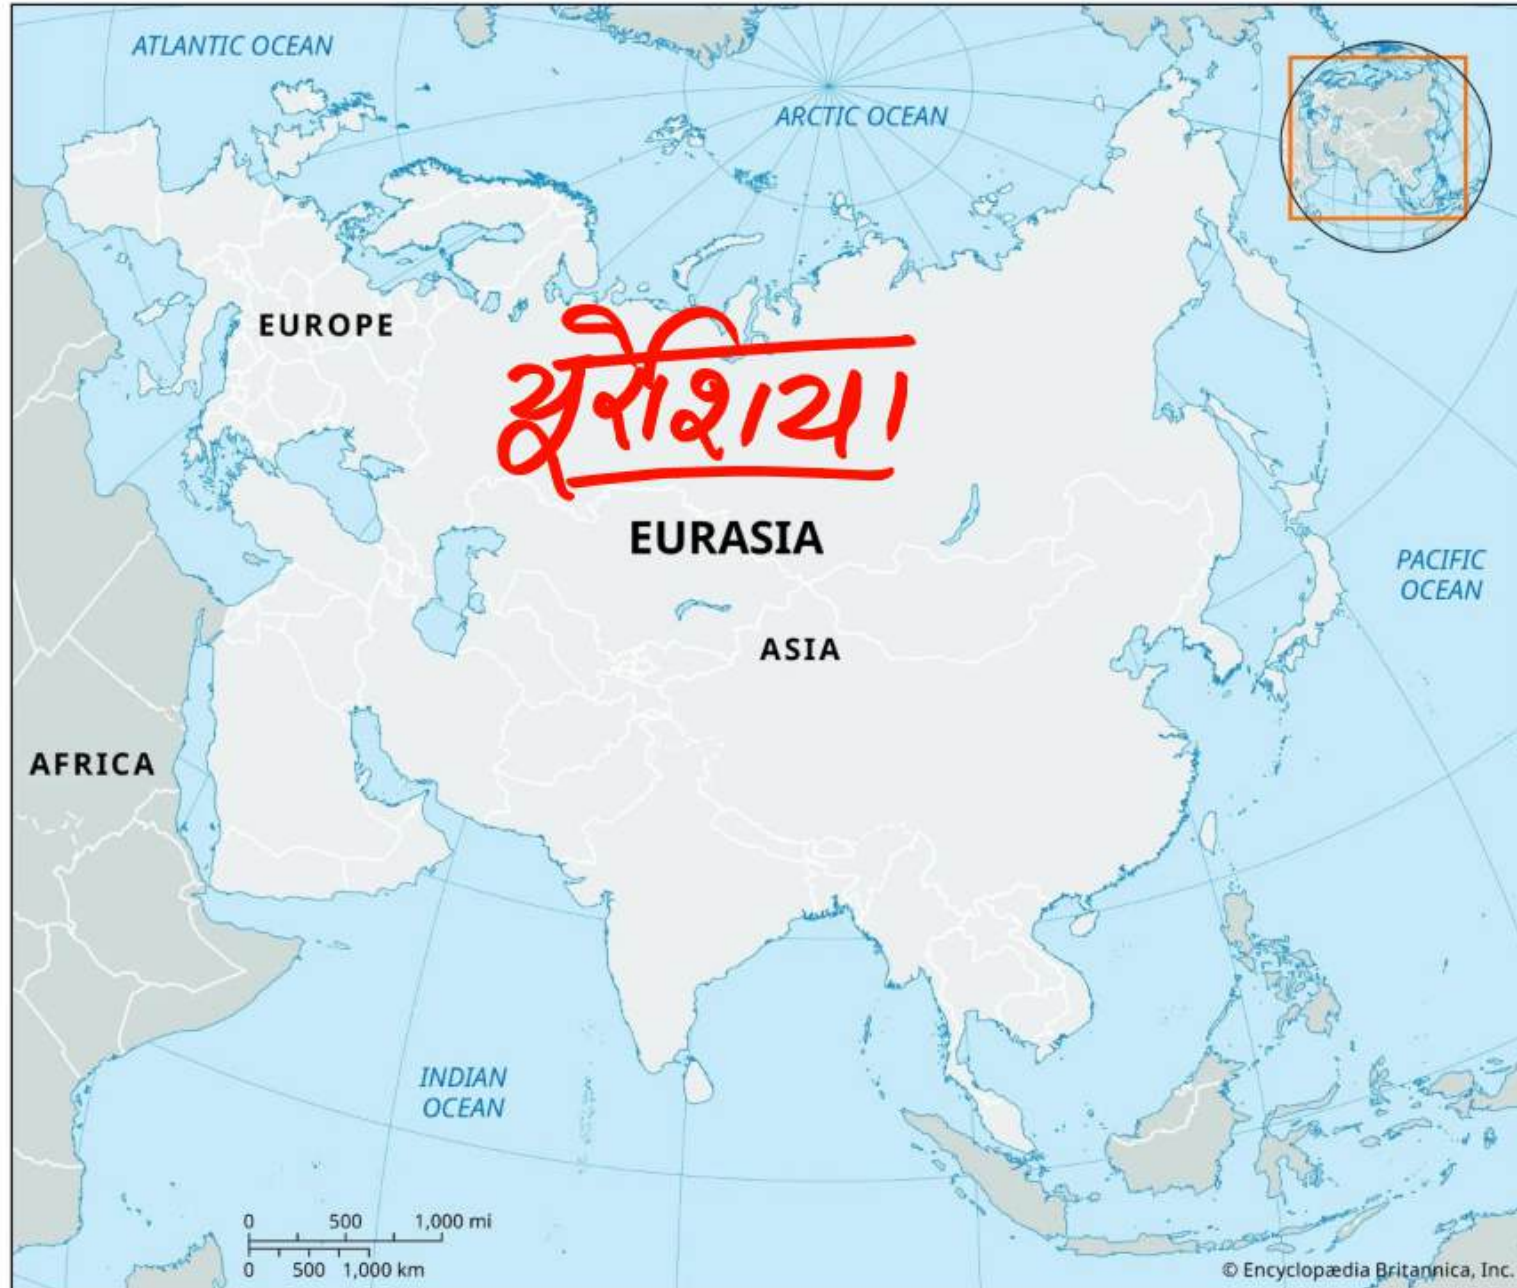 ATLANTIC OCEAN
ARCTIC OCEAN
EUROPE
यूरेशिया
EURASIA
PACIFIC
OCEAN
ASIA
AFRICA
INDIAN
OCEAN
0 500 1,000 mi
0 500 1,000 km
© Encyclopædia Britannica, Inc.